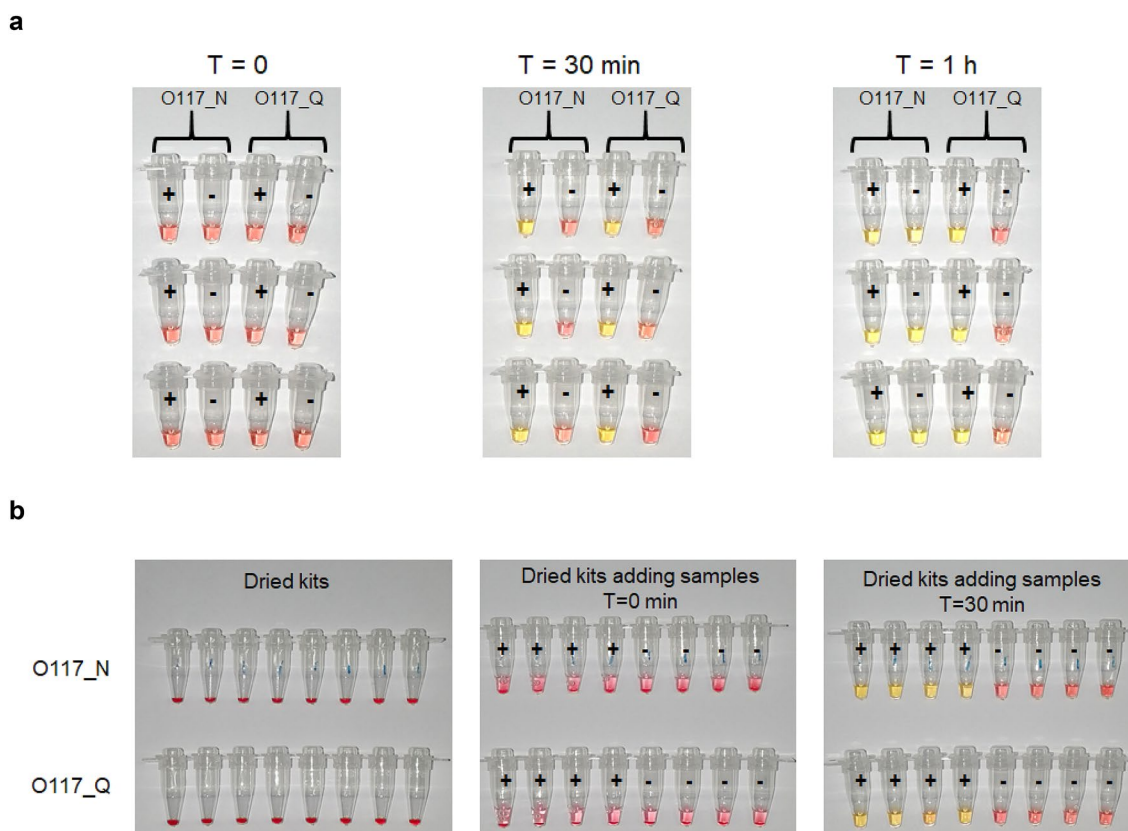 a
T = 0
T = 30 min
T = 1 h
O117_N O117_Q
O117_N O117_Q
O117_N O117_Q
+ - + -
+ - + -
+ - + -
+ - + -
+ - + -
+ - + -
+ - + -
+ - + -
+ - + -
b
Dried kits
Dried kits adding samples
T=0 min
Dried kits adding samples
T=30 min
O117_N
+ + + + - - - -
+ + + + - - - -
O117_Q
+ + + + - - - -
+ + + + - - - -